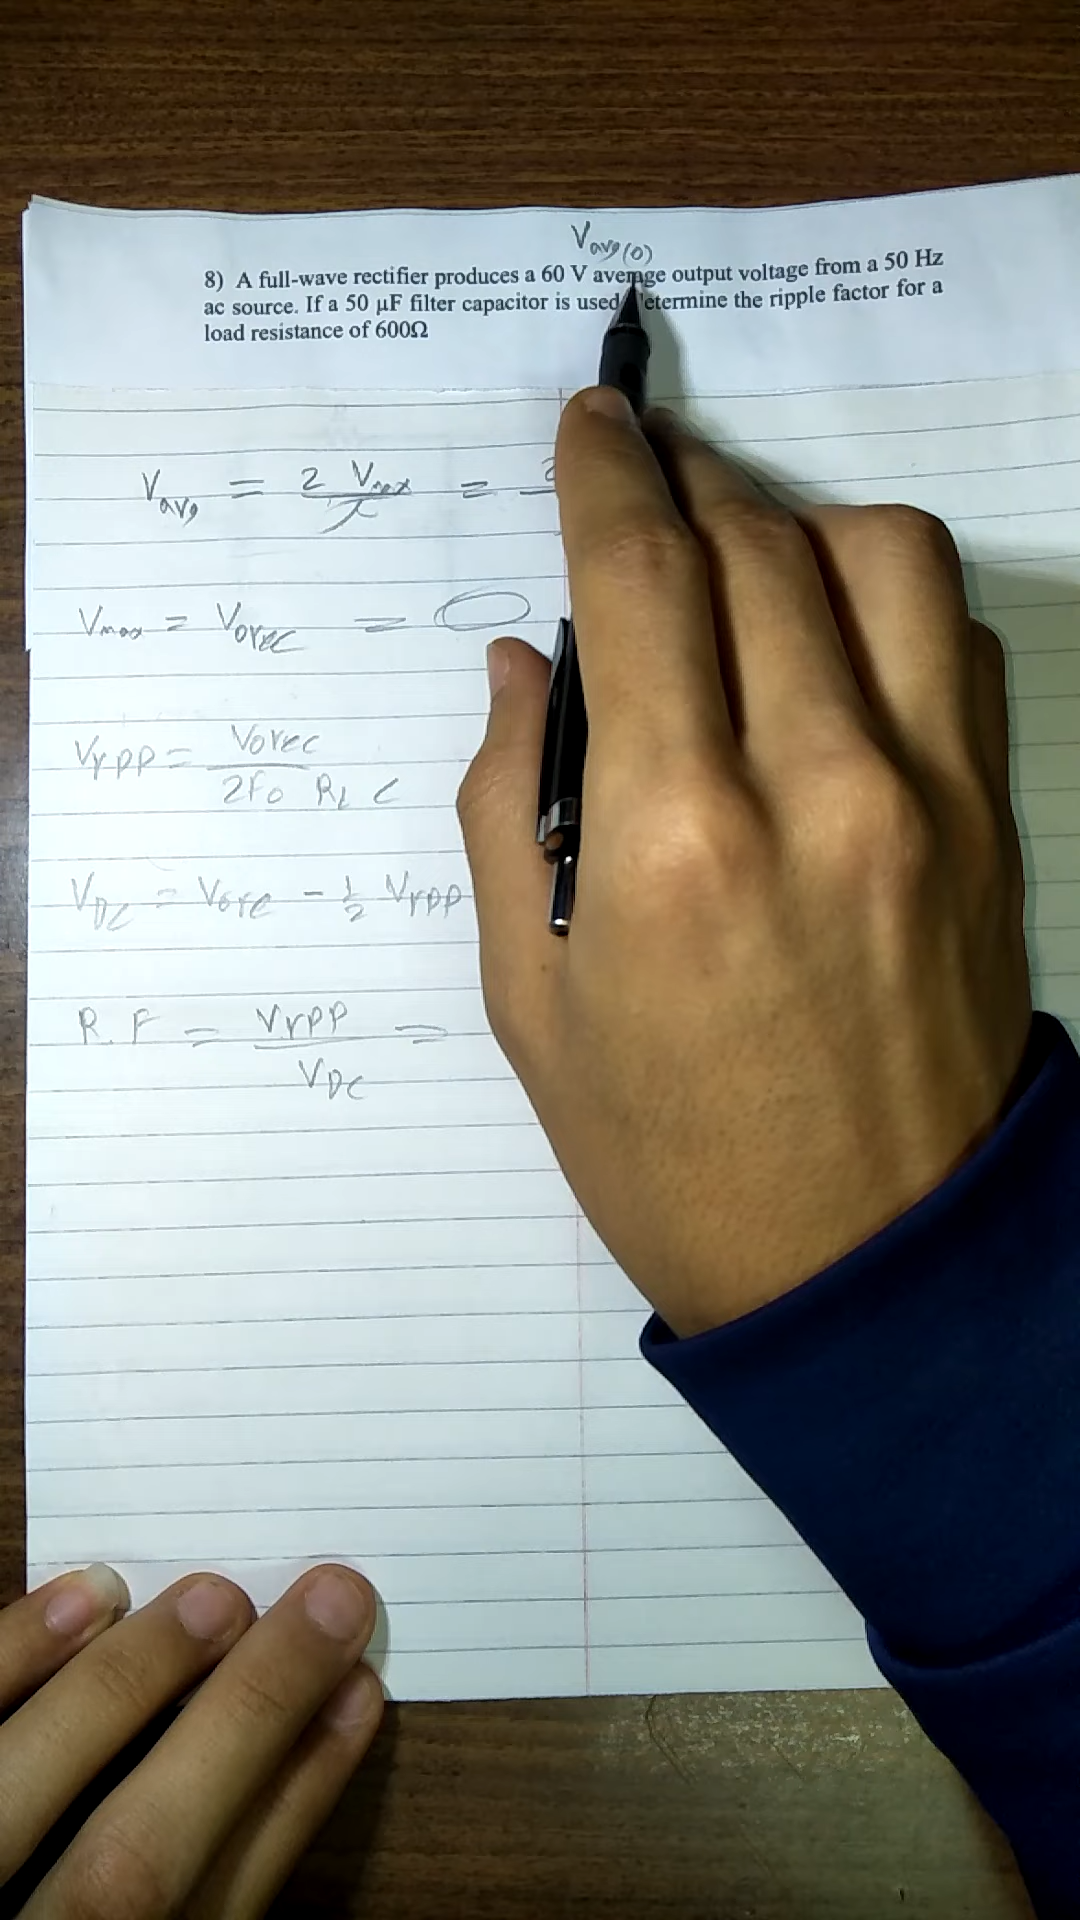 Vavg(0)
8) A full-wave rectifier produces a 60 V average output voltage from a 50 Hz
ac source. If a 50 μF filter capacitor is used etermine the ripple factor for a
load resistance of 600Ω
Vavg = 2 Vmax / π =
Vmax = Vorec =
Vrpp = Vorec / 2Fo RL C
VDC = Vorc - 1/2 Vrpp
R.F = Vrpp / VDC =